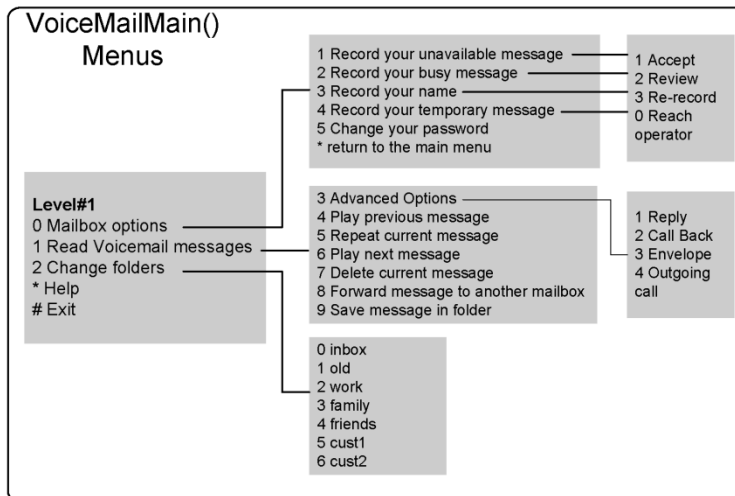 VoiceMailMain()
Menus
Level#1
0 Mailbox options
1 Read Voicemail messages
2 Change folders
* Help
# Exit
1 Record your unavailable message
2 Record your busy message
3 Record your name
4 Record your temporary message
5 Change your password
* return to the main menu
1 Accept
2 Review
3 Re-record
0 Reach
operator
3 Advanced Options
4 Play previous message
5 Repeat current message
6 Play next message
7 Delete current message
8 Forward message to another mailbox
9 Save message in folder
1 Reply
2 Call Back
3 Envelope
4 Outgoing
call
0 inbox
1 old
2 work
3 family
4 friends
5 cust1
6 cust2